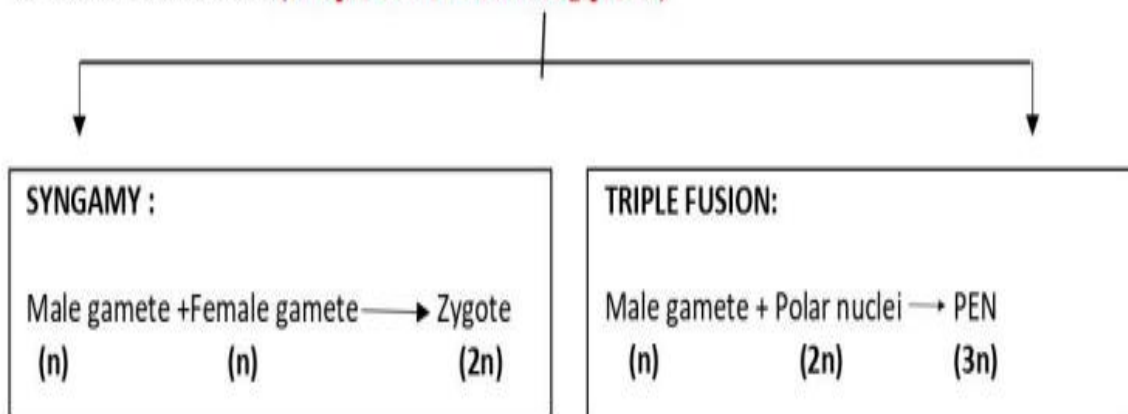 SYNGAMY :
TRIPLE FUSION:
Male gamete +Female gamete → Zygote
(n) (n) (2n)
Male gamete + Polar nuclei → PEN
(n) (2n) (3n)